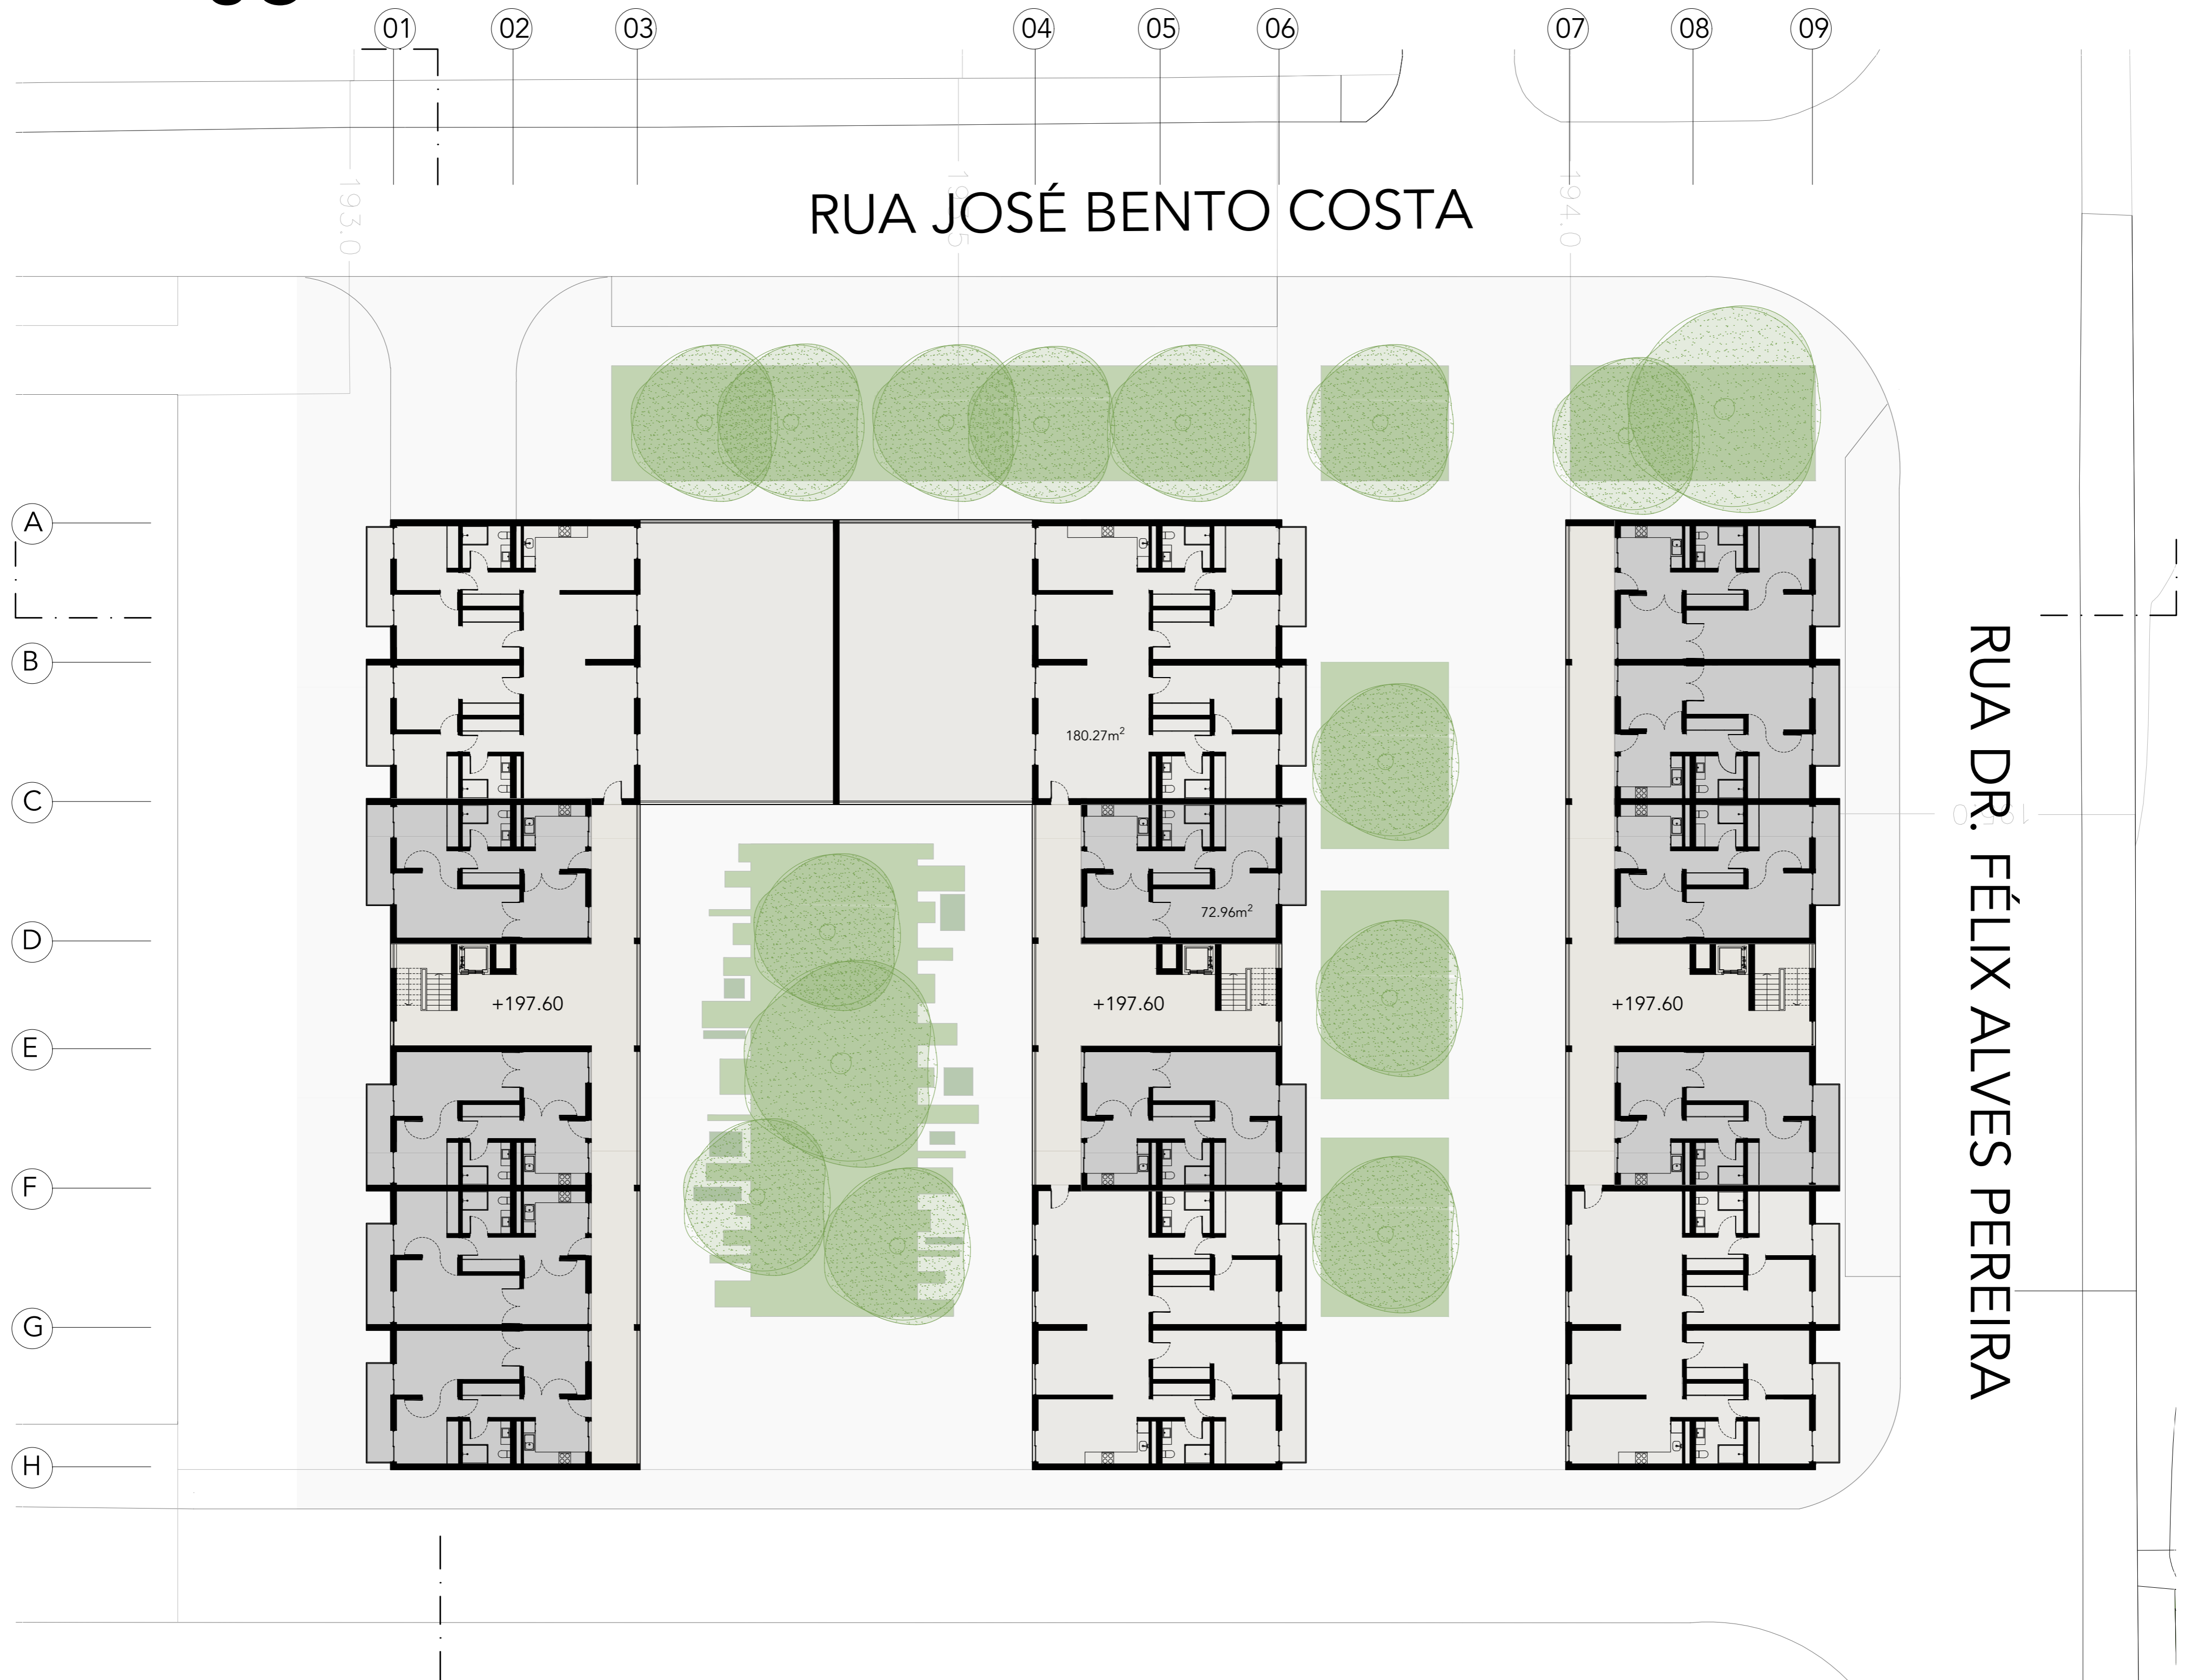 01
02
03
04
05
06
07
08
09
193.0
RUA JOSÉ BENTO COSTA
194.0
A
B
C
D
E
F
G
H
180.27m²
72.96m²
+197.60
+197.60
+197.60
RUA DR. FÉLIX ALVES PEREIRA